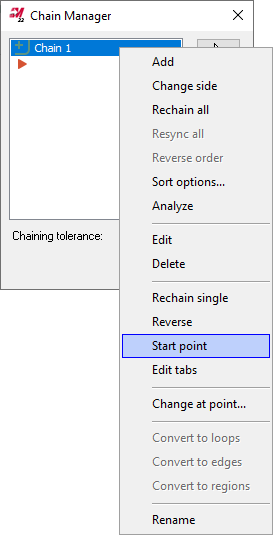 22 Chain Manager
Chain 1
Chaining tolerance:
Add
Change side
Rechain all
Resync all
Reverse order
Sort options...
Analyze
Edit
Delete
Rechain single
Reverse
Start point
Edit tabs
Change at point...
Convert to loops
Convert to edges
Convert to regions
Rename